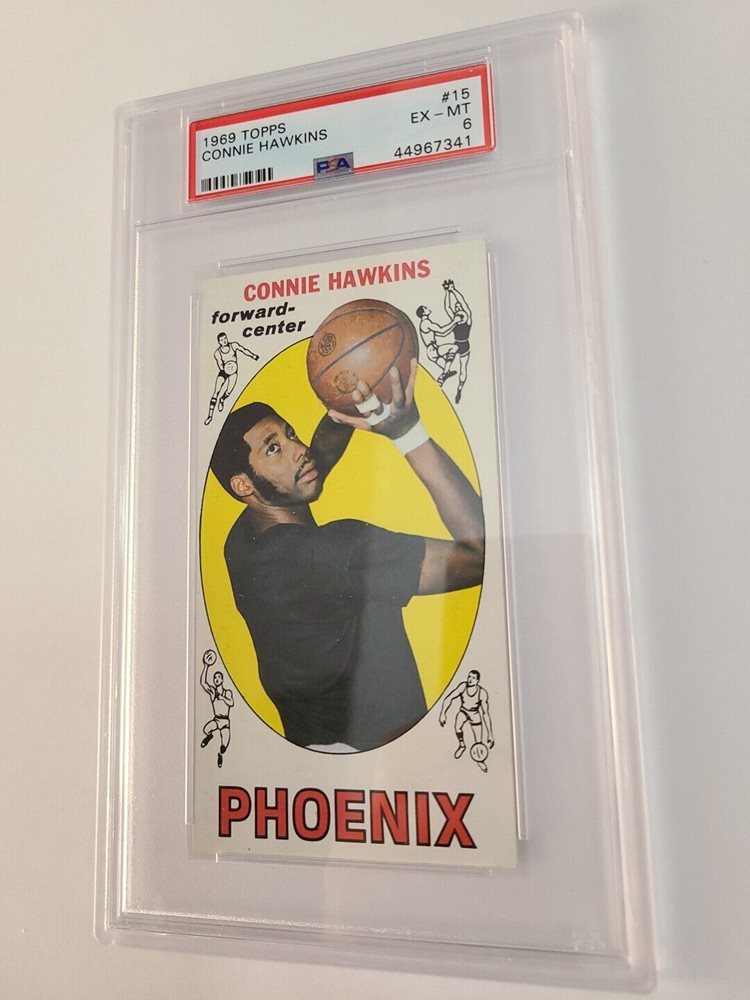 1969 TOPPS
CONNIE HAWKINS
#15
EX - MT
6
44967341
PSA
CONNIE HAWKINS
forward-
center
PHOENIX